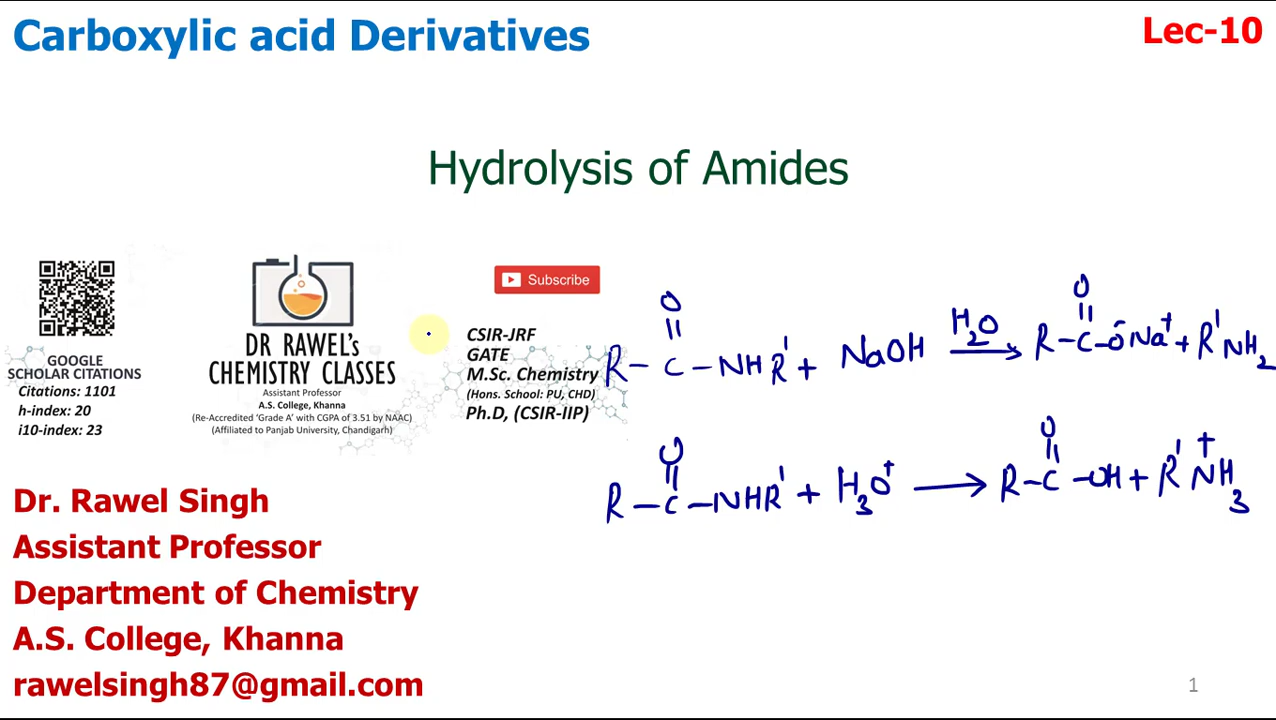 Carboxylic acid Derivatives
Lec-10
Hydrolysis of Amides
GOOGLE
SCHOLAR CITATIONS
Citations: 1101
h-index: 20
i10-index: 23
DR RAWEL's
CHEMISTRY CLASSES
Assistant Professor
A.S. College, Khanna
(Re-Accredited 'Grade A' with CGPA of 3.51 by NAAC)
(Affiliated to Panjab University, Chandigarh)
Subscribe
CSIR-JRF
GATE
M.Sc. Chemistry
(Hons. School: PU, CHD)
Ph.D, (CSIR-IIP)
O O
|| H2O ||
R-C-NHR' + NaOH → R-C-O⁻Na⁺ + R'NH2
O O
|| ||
R-C-NHR' + H3O⁺ → R-C-OH + R'N⁺H3
Dr. Rawel Singh
Assistant Professor
Department of Chemistry
A.S. College, Khanna
rawelsingh87@gmail.com
1